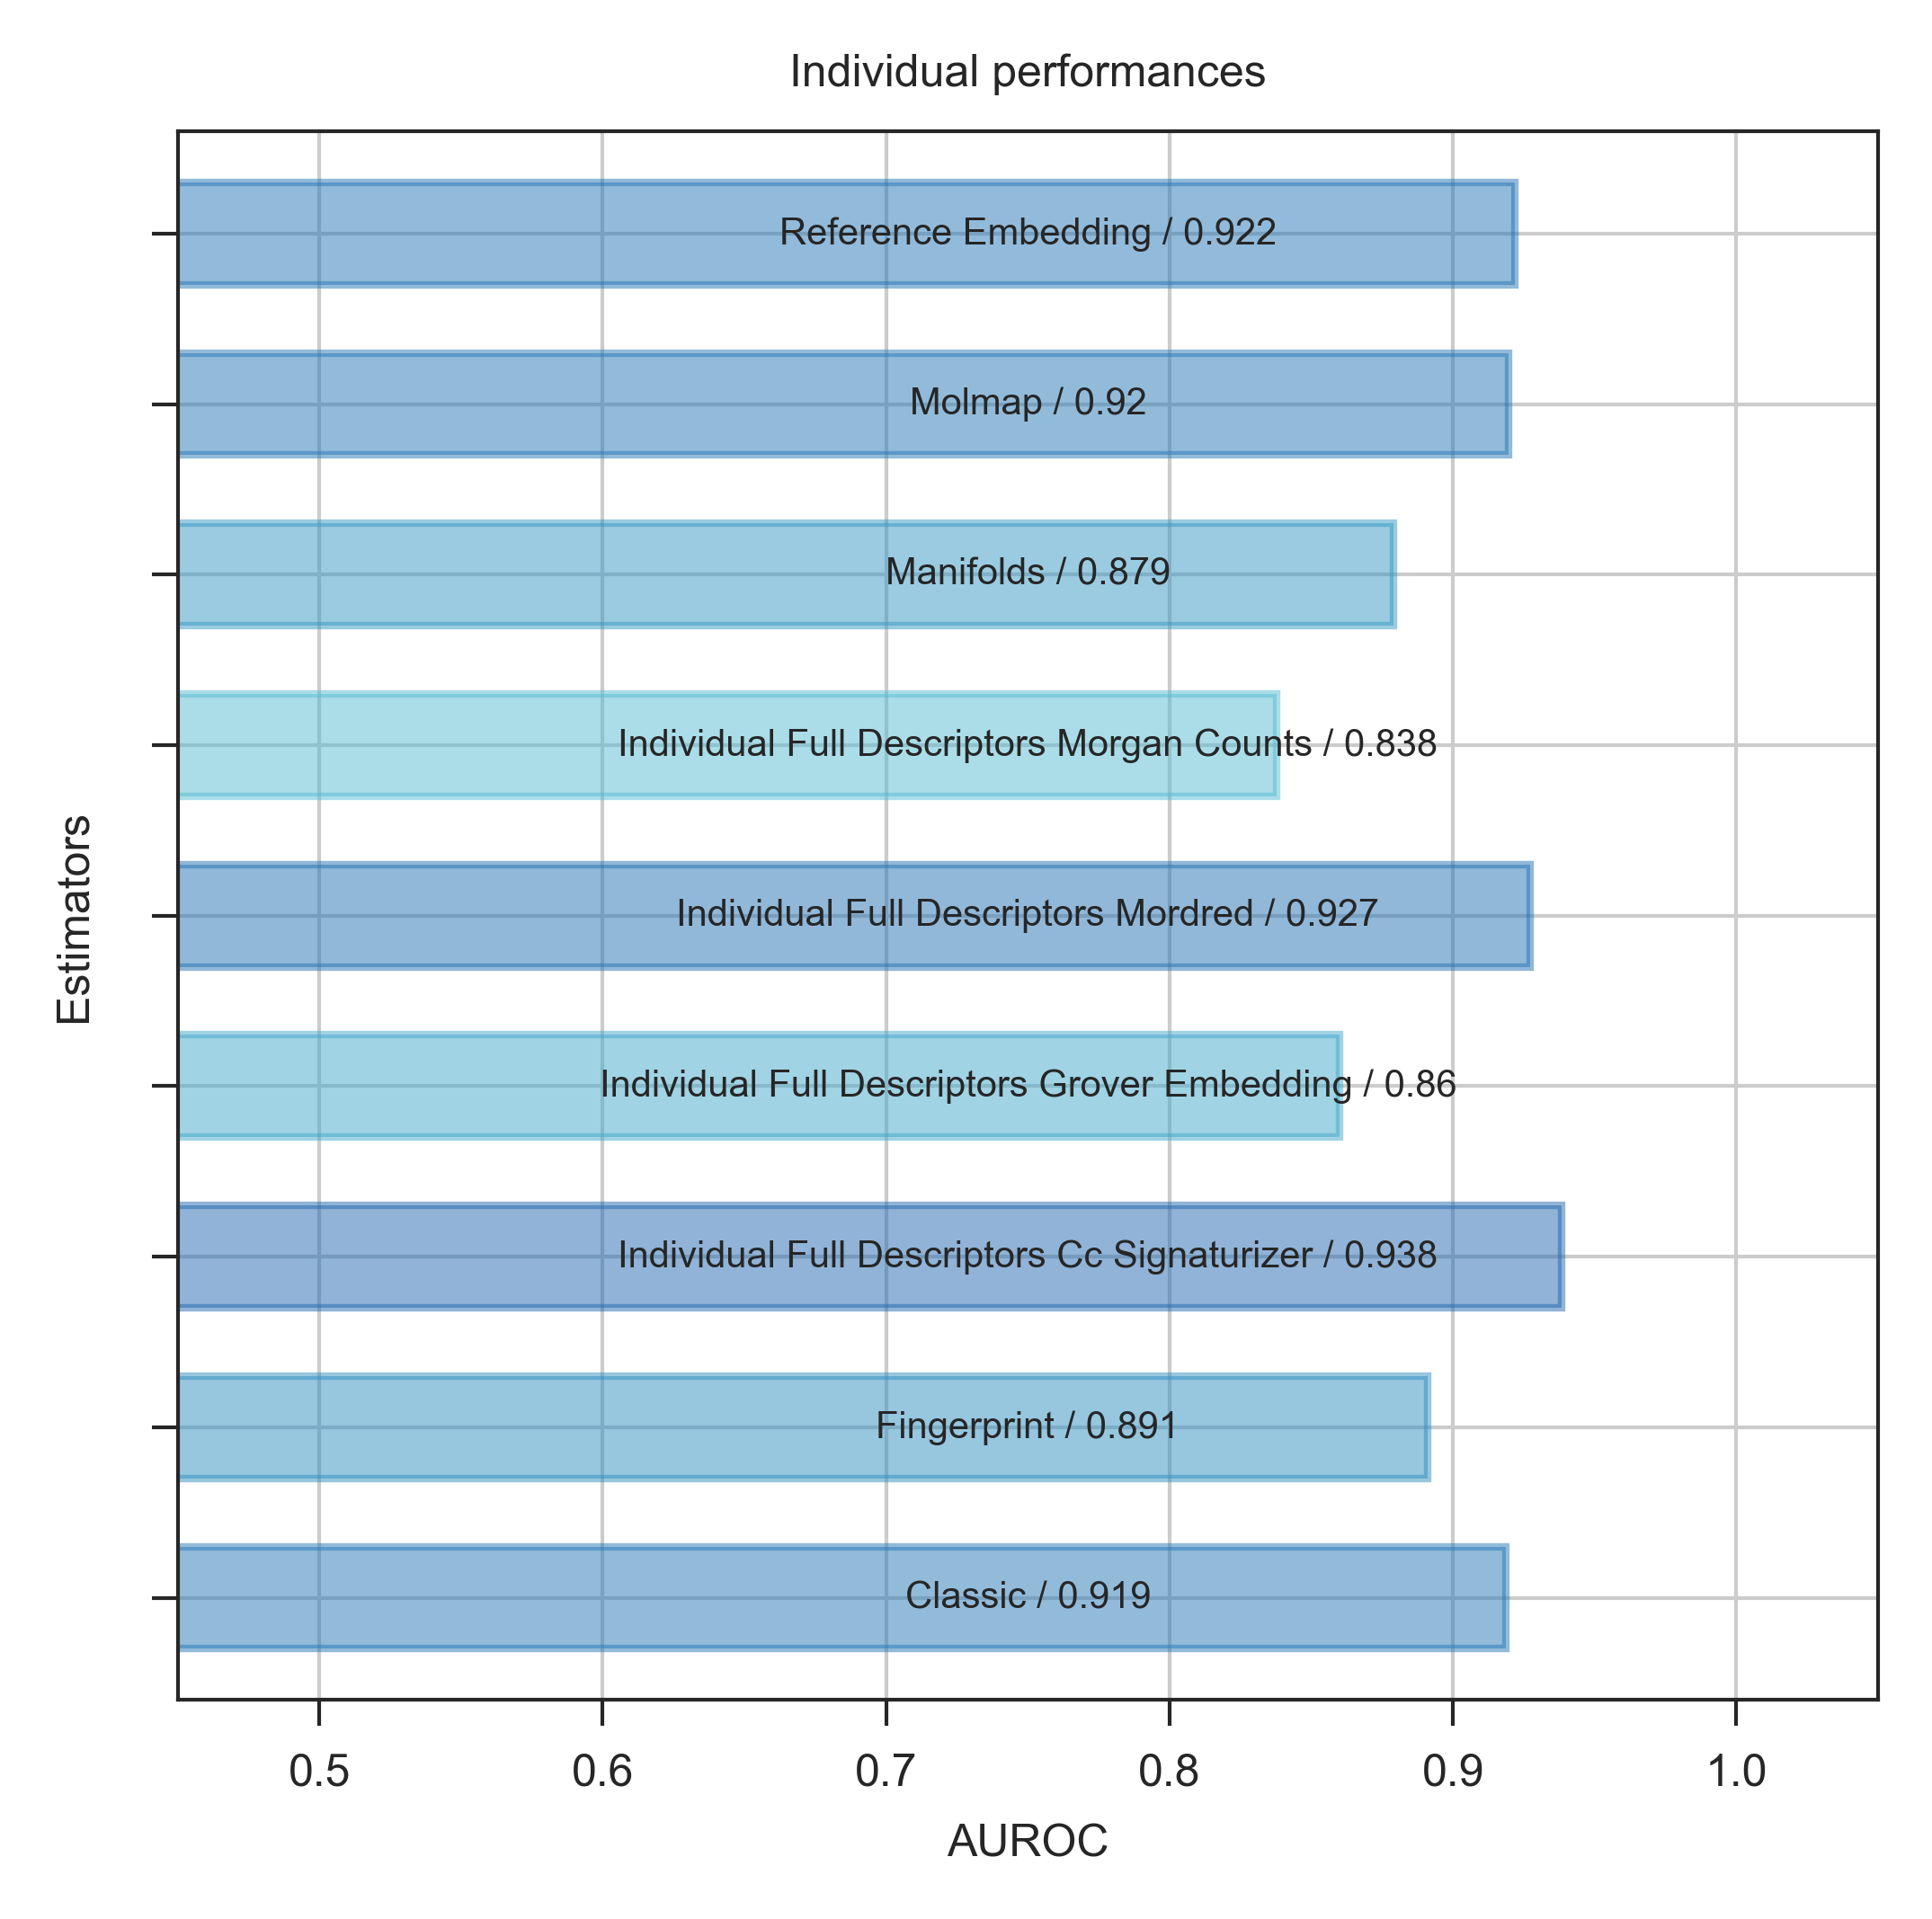 Individual performances
Reference Embedding / 0.922
Molmap / 0.92
Manifolds / 0.879
Individual Full Descriptors Morgan Counts / 0.838
Individual Full Descriptors Mordred / 0.927
Individual Full Descriptors Grover Embedding / 0.86
Individual Full Descriptors Cc Signaturizer / 0.938
Fingerprint / 0.891
Classic / 0.919
Estimators
0.5 0.6 0.7 0.8 0.9 1.0
AUROC